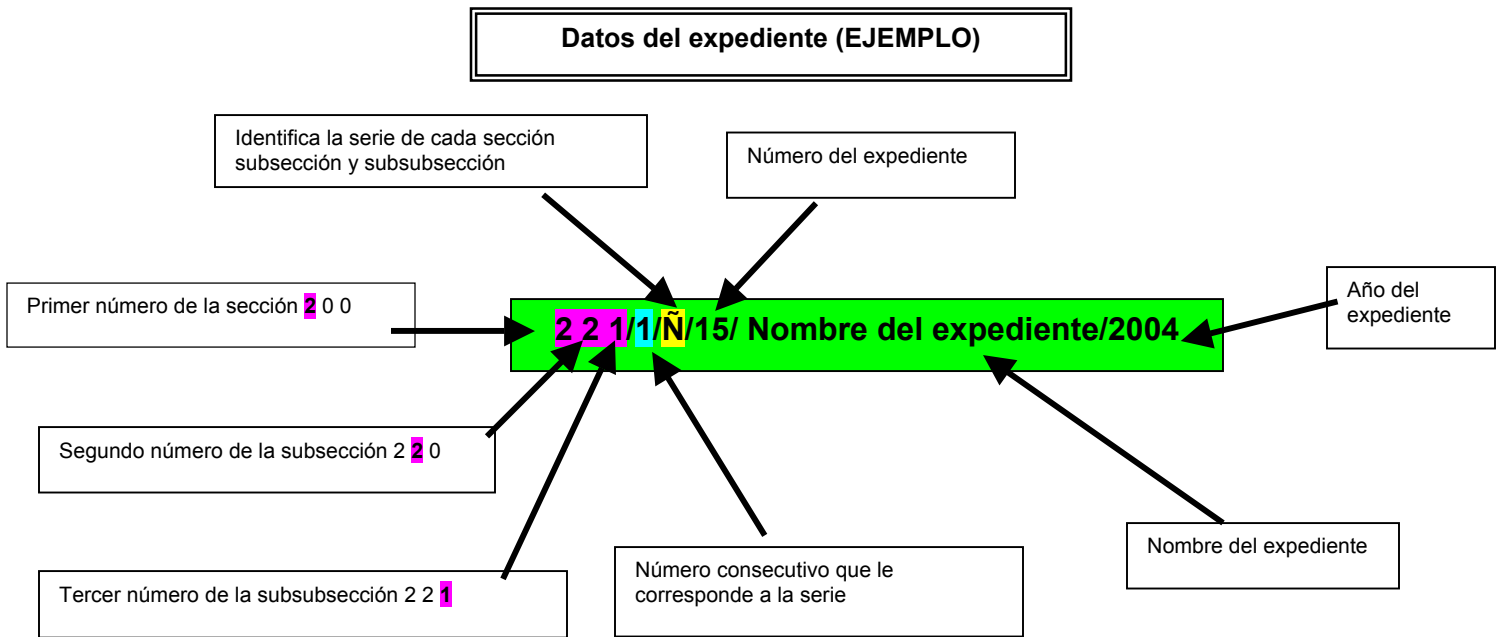 Datos del expediente (EJEMPLO)
Identifica la serie de cada sección
subsección y subsubsección
Número del expediente
Primer número de la sección 2 0 0
2 2 1/1/Ñ/15/ Nombre del expediente/2004
Año del
expediente
Segundo número de la subsección 2 2 0
Tercer número de la subsubsección 2 2 1
Número consecutivo que le
corresponde a la serie
Nombre del expediente